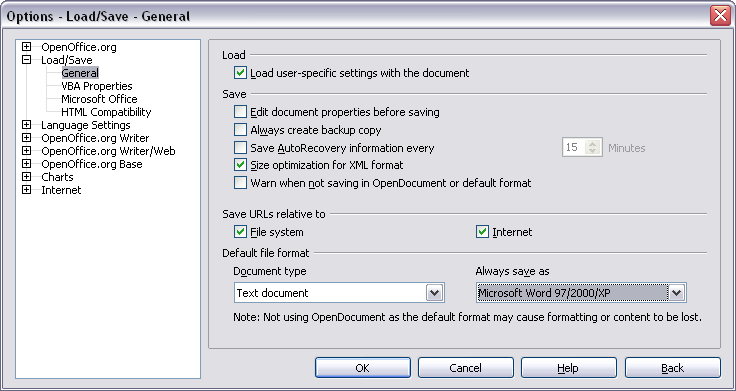 Options - Load/Save - General
OpenOffice.org
Load/Save
General
VBA Properties
Microsoft Office
HTML Compatibility
Language Settings
OpenOffice.org Writer
OpenOffice.org Writer/Web
OpenOffice.org Base
Charts
Internet
Load
Load user-specific settings with the document
Save
Edit document properties before saving
Always create backup copy
Save AutoRecovery information every 15 Minutes
Size optimization for XML format
Warn when not saving in OpenDocument or default format
Save URLs relative to
File system Internet
Default file format
Document type Always save as
Text document Microsoft Word 97/2000/XP
Note: Not using OpenDocument as the default format may cause formatting or content to be lost.
OK Cancel Help Back